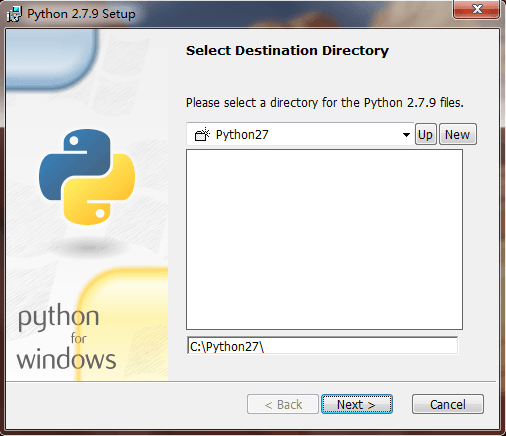 Python 2.7.9 Setup
Select Destination Directory
Please select a directory for the Python 2.7.9 files.
Python27
Up
New
C:\Python27\
python
for
windows
< Back
Next >
Cancel